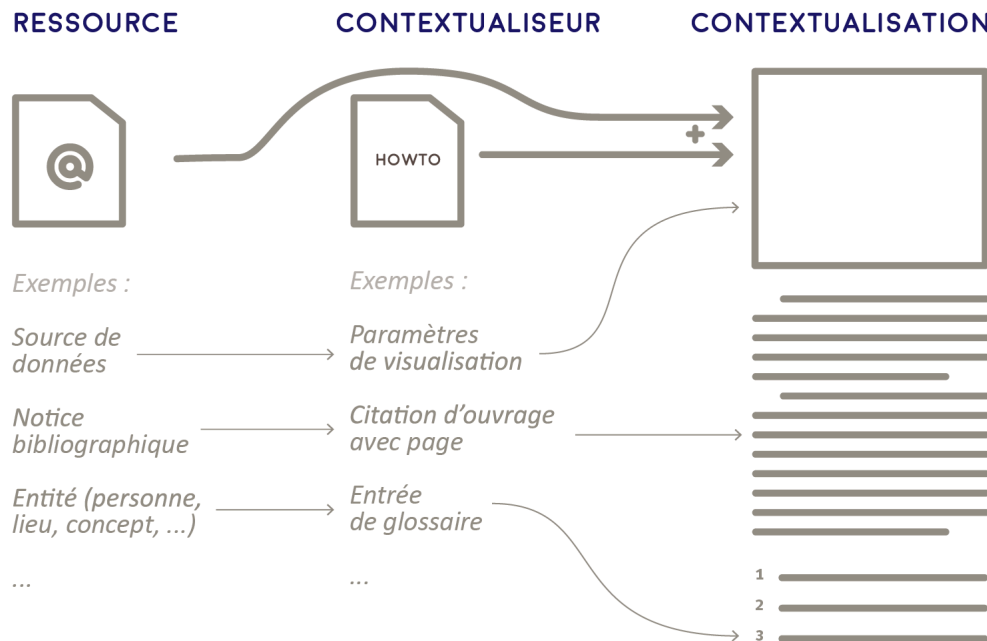 RESSOURCE
CONTEXTUALISEUR
CONTEXTUALISATION
@
HOWTO
+
Exemples :
Source de
données
Notice
bibliographique
Entité (personne,
lieu, concept, ...)
...
Exemples :
Paramètres
de visualisation
Citation d’ouvrage
avec page
Entrée
de glossaire
...
1
2
3